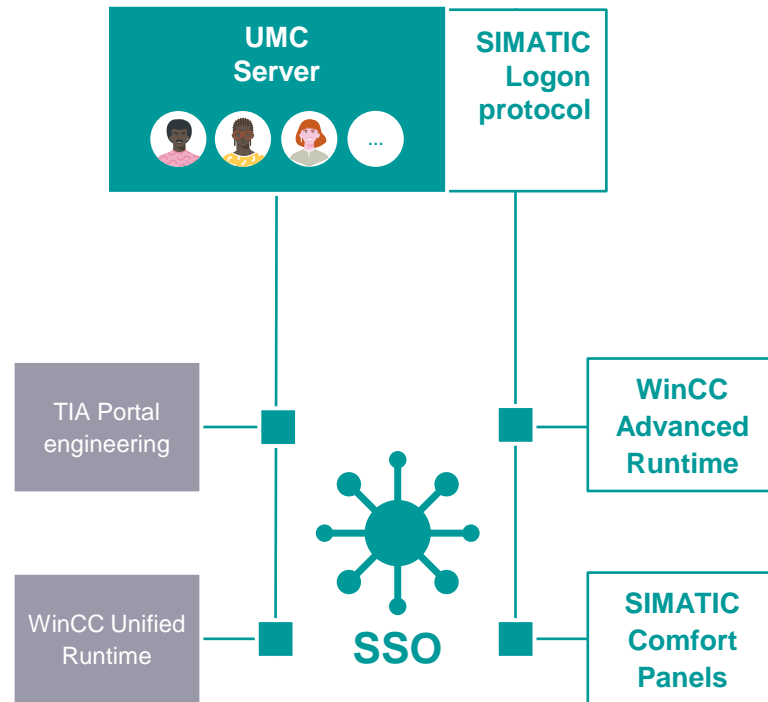 UMC
Server
...
SIMATIC
Logon
protocol
TIA Portal
engineering
WinCC
Advanced
Runtime
WinCC Unified
Runtime
SSO
SIMATIC
Comfort
Panels